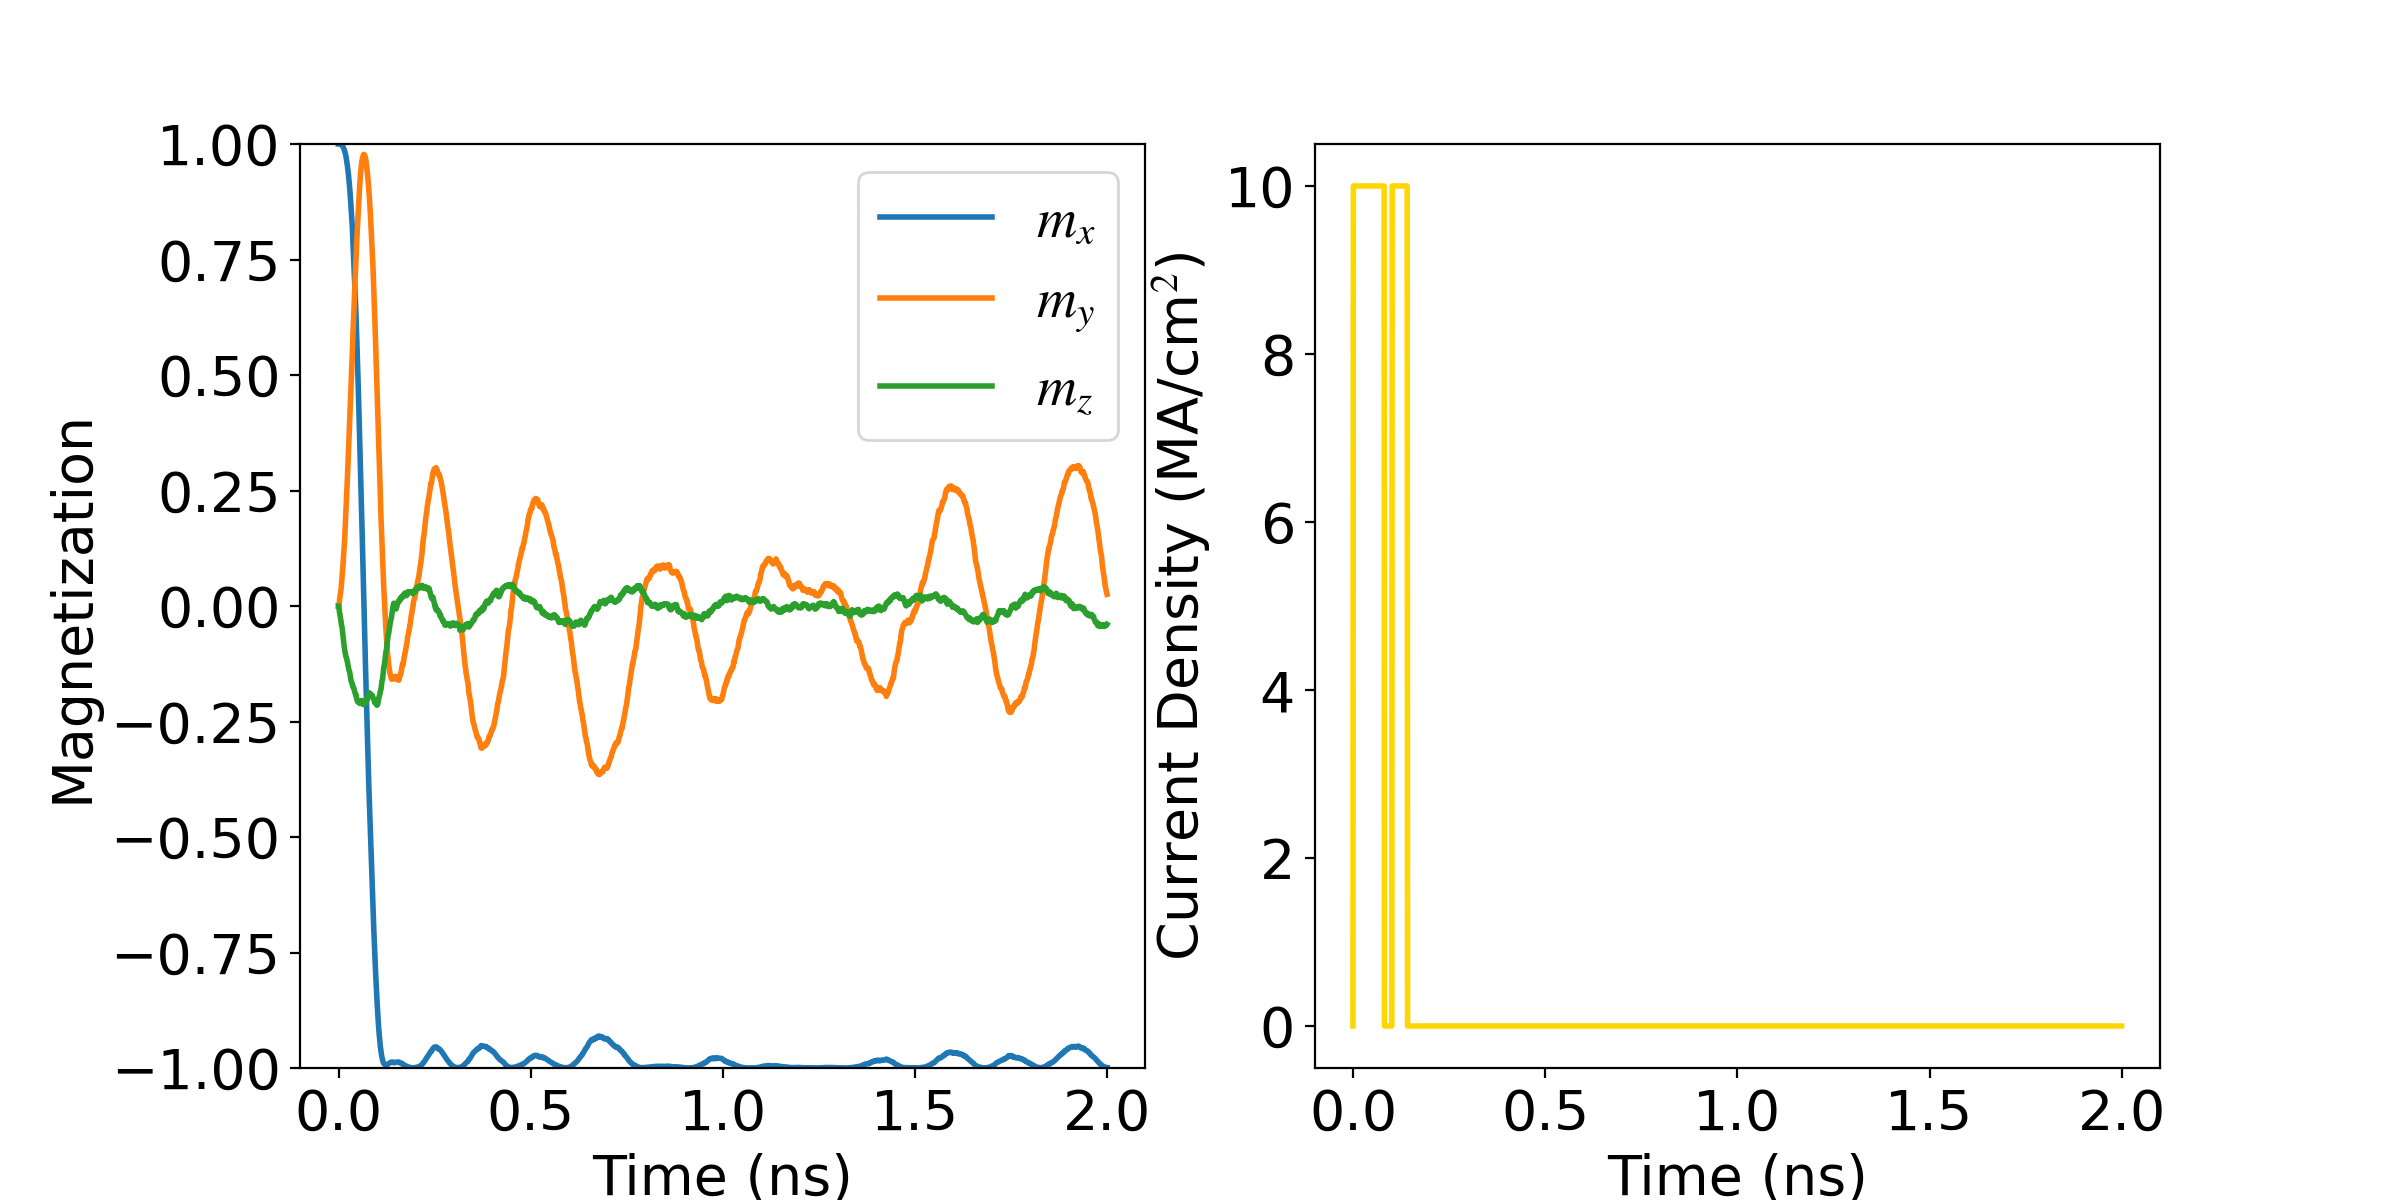 Magnetization
1.00
0.75
0.50
0.25
0.00
−0.25
−0.50
−0.75
−1.00
0.0 0.5 1.0 1.5 2.0
Time (ns)
m_x
m_y
m_z
Current Density (MA/cm²)
10
8
6
4
2
0
0.0 0.5 1.0 1.5 2.0
Time (ns)